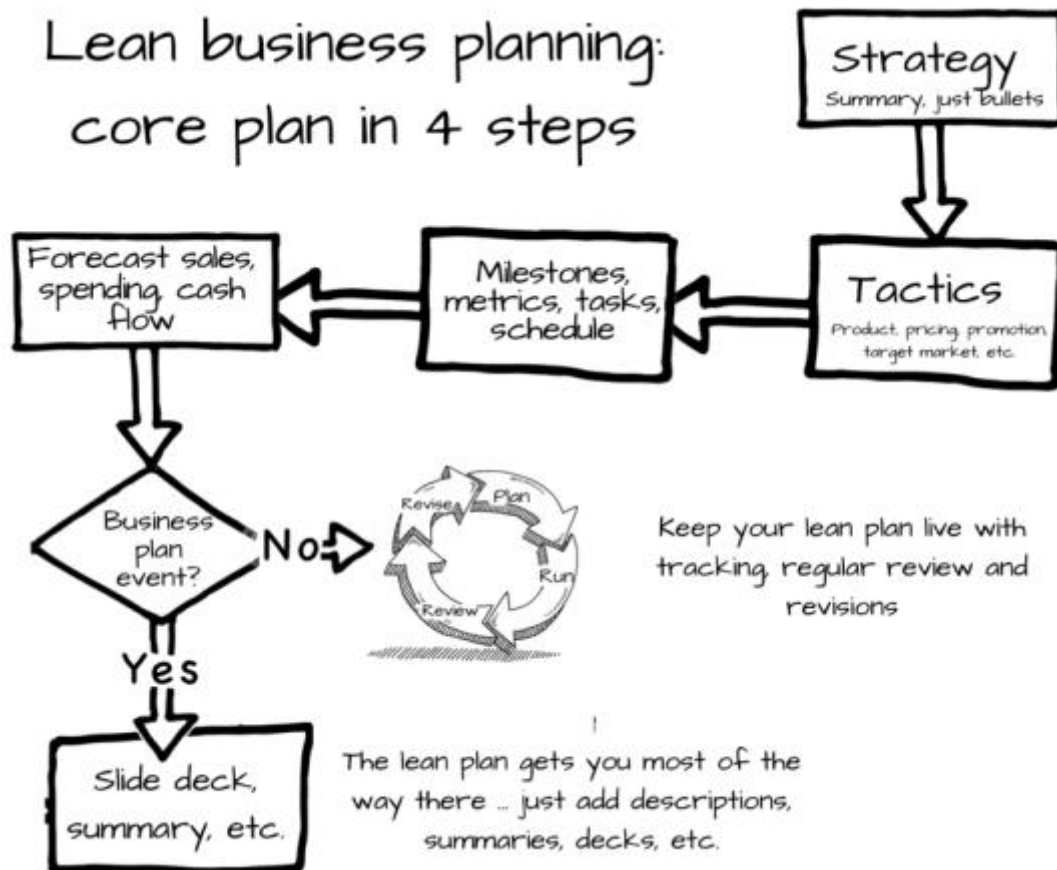 Lean business planning:
core plan in 4 steps
Strategy
Summary, just bullets
Tactics
Product, pricing, promotion
target market, etc.
Milestones,
metrics, tasks,
schedule
Forecast sales,
spending, cash
flow
Business
plan
event?
No
Revise
Plan
Run
Review
Keep your lean plan live with
tracking, regular review and
revisions
Yes
Slide deck,
summary, etc.
The lean plan gets you most of the
way there ... just add descriptions,
summaries, decks, etc.